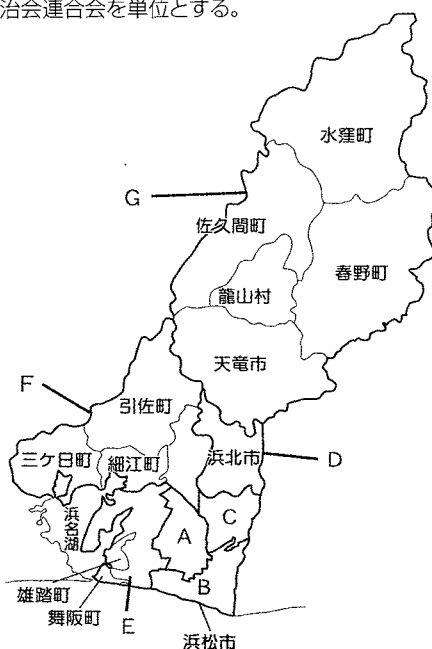 治会連合会を単位とする。
水窪町
G
佐久間町
春野町
龍山村
天竜市
F
引佐町
三ケ日町
細江町
浜北市
D
浜名湖
A
C
B
雄踏町
舞阪町
E
浜松市